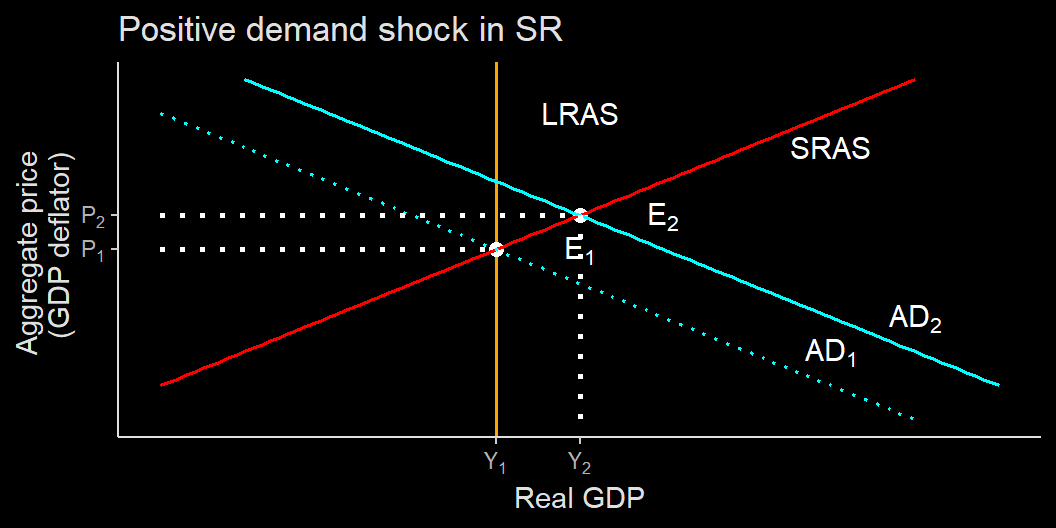 Positive demand shock in SR
Aggregate price
(GDP deflator)
P₂
P₁
LRAS
SRAS
E₂
E₁
AD₂
AD₁
Y₁
Y₂
Real GDP